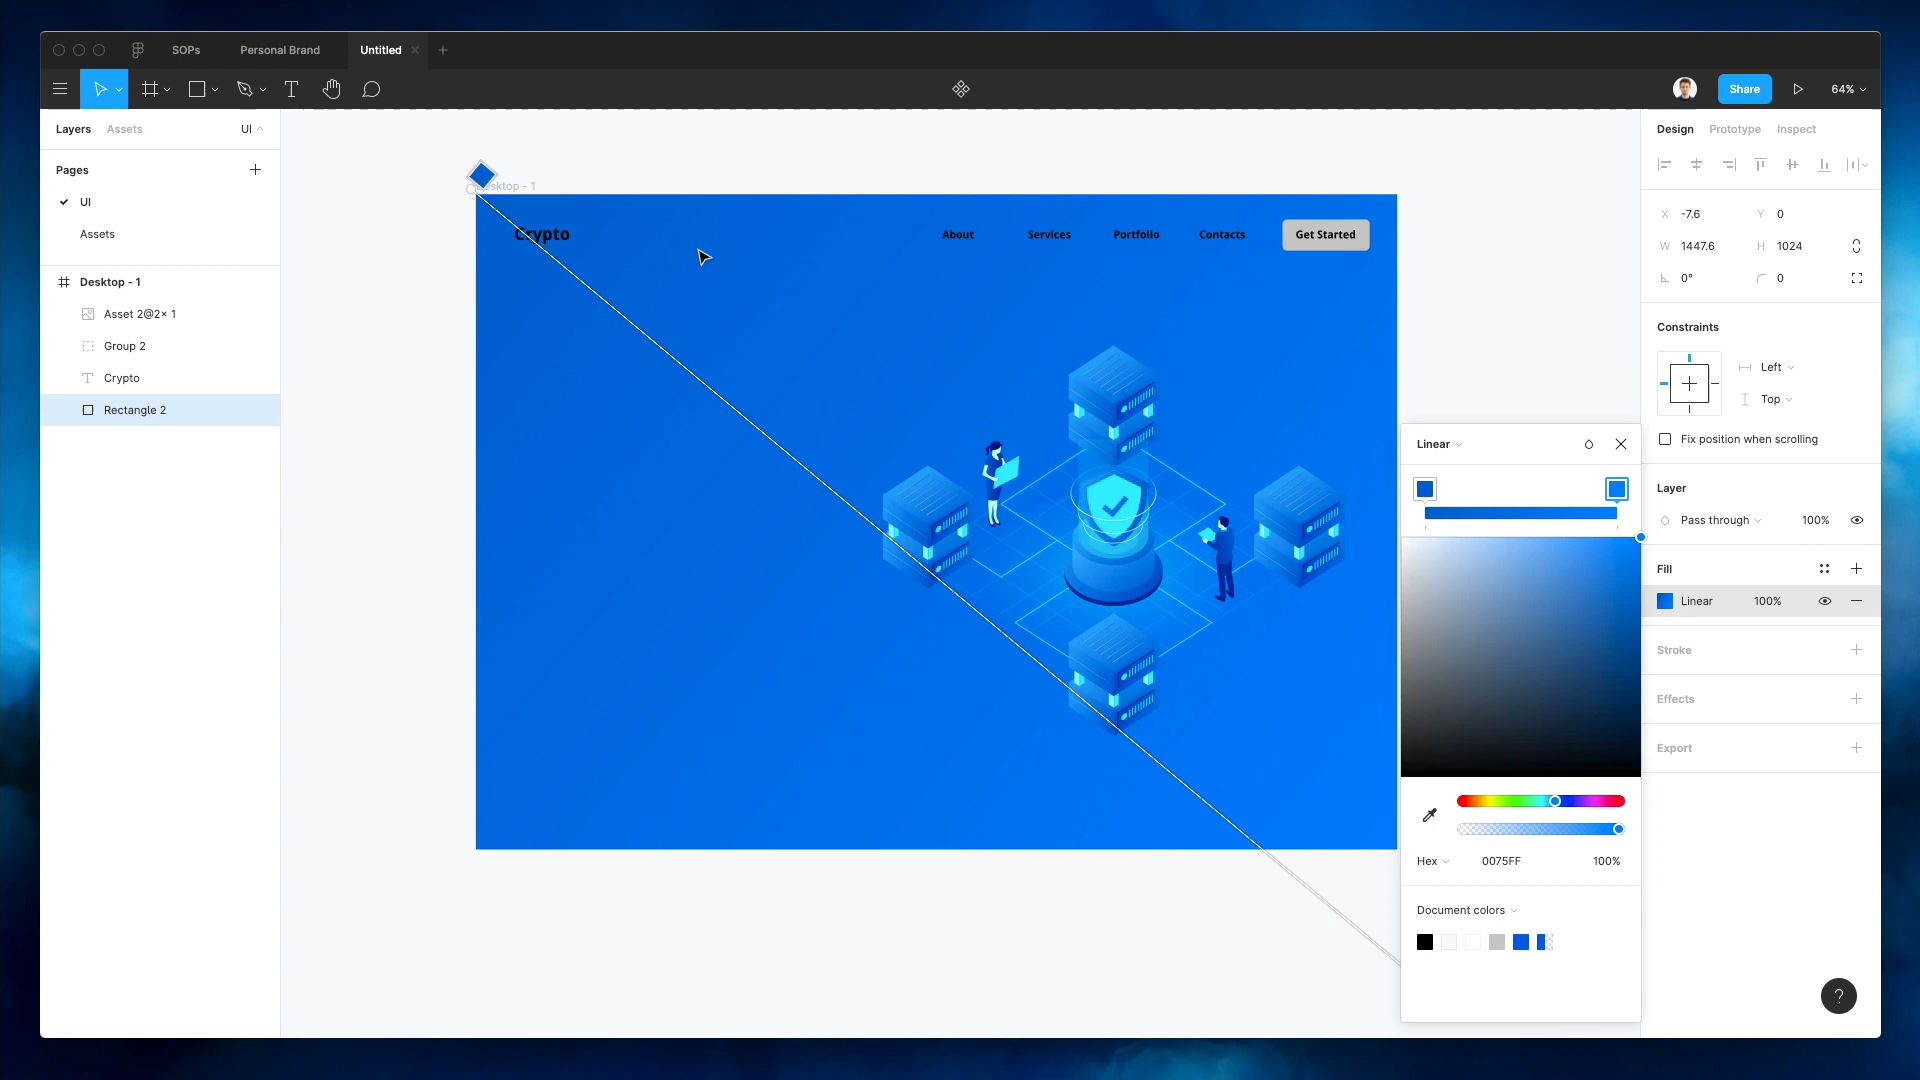 SOPs Personal Brand Untitled
Share 64%
Layers Assets UI
Pages
UI
Assets
Desktop - 1
Asset 2@2x 1
Group 2
Crypto
Rectangle 2
sktop - 1
Crypto About Services Portfolio Contacts Get Started
Linear
Hex 0075FF 100%
Document colors
Design Prototype Inspect
X -7.6 Y 0
W 1447.6 H 1024
0° 0
Constraints
Left
Top
Fix position when scrolling
Layer
Pass through 100%
Fill
Linear 100%
Stroke
Effects
Export
?